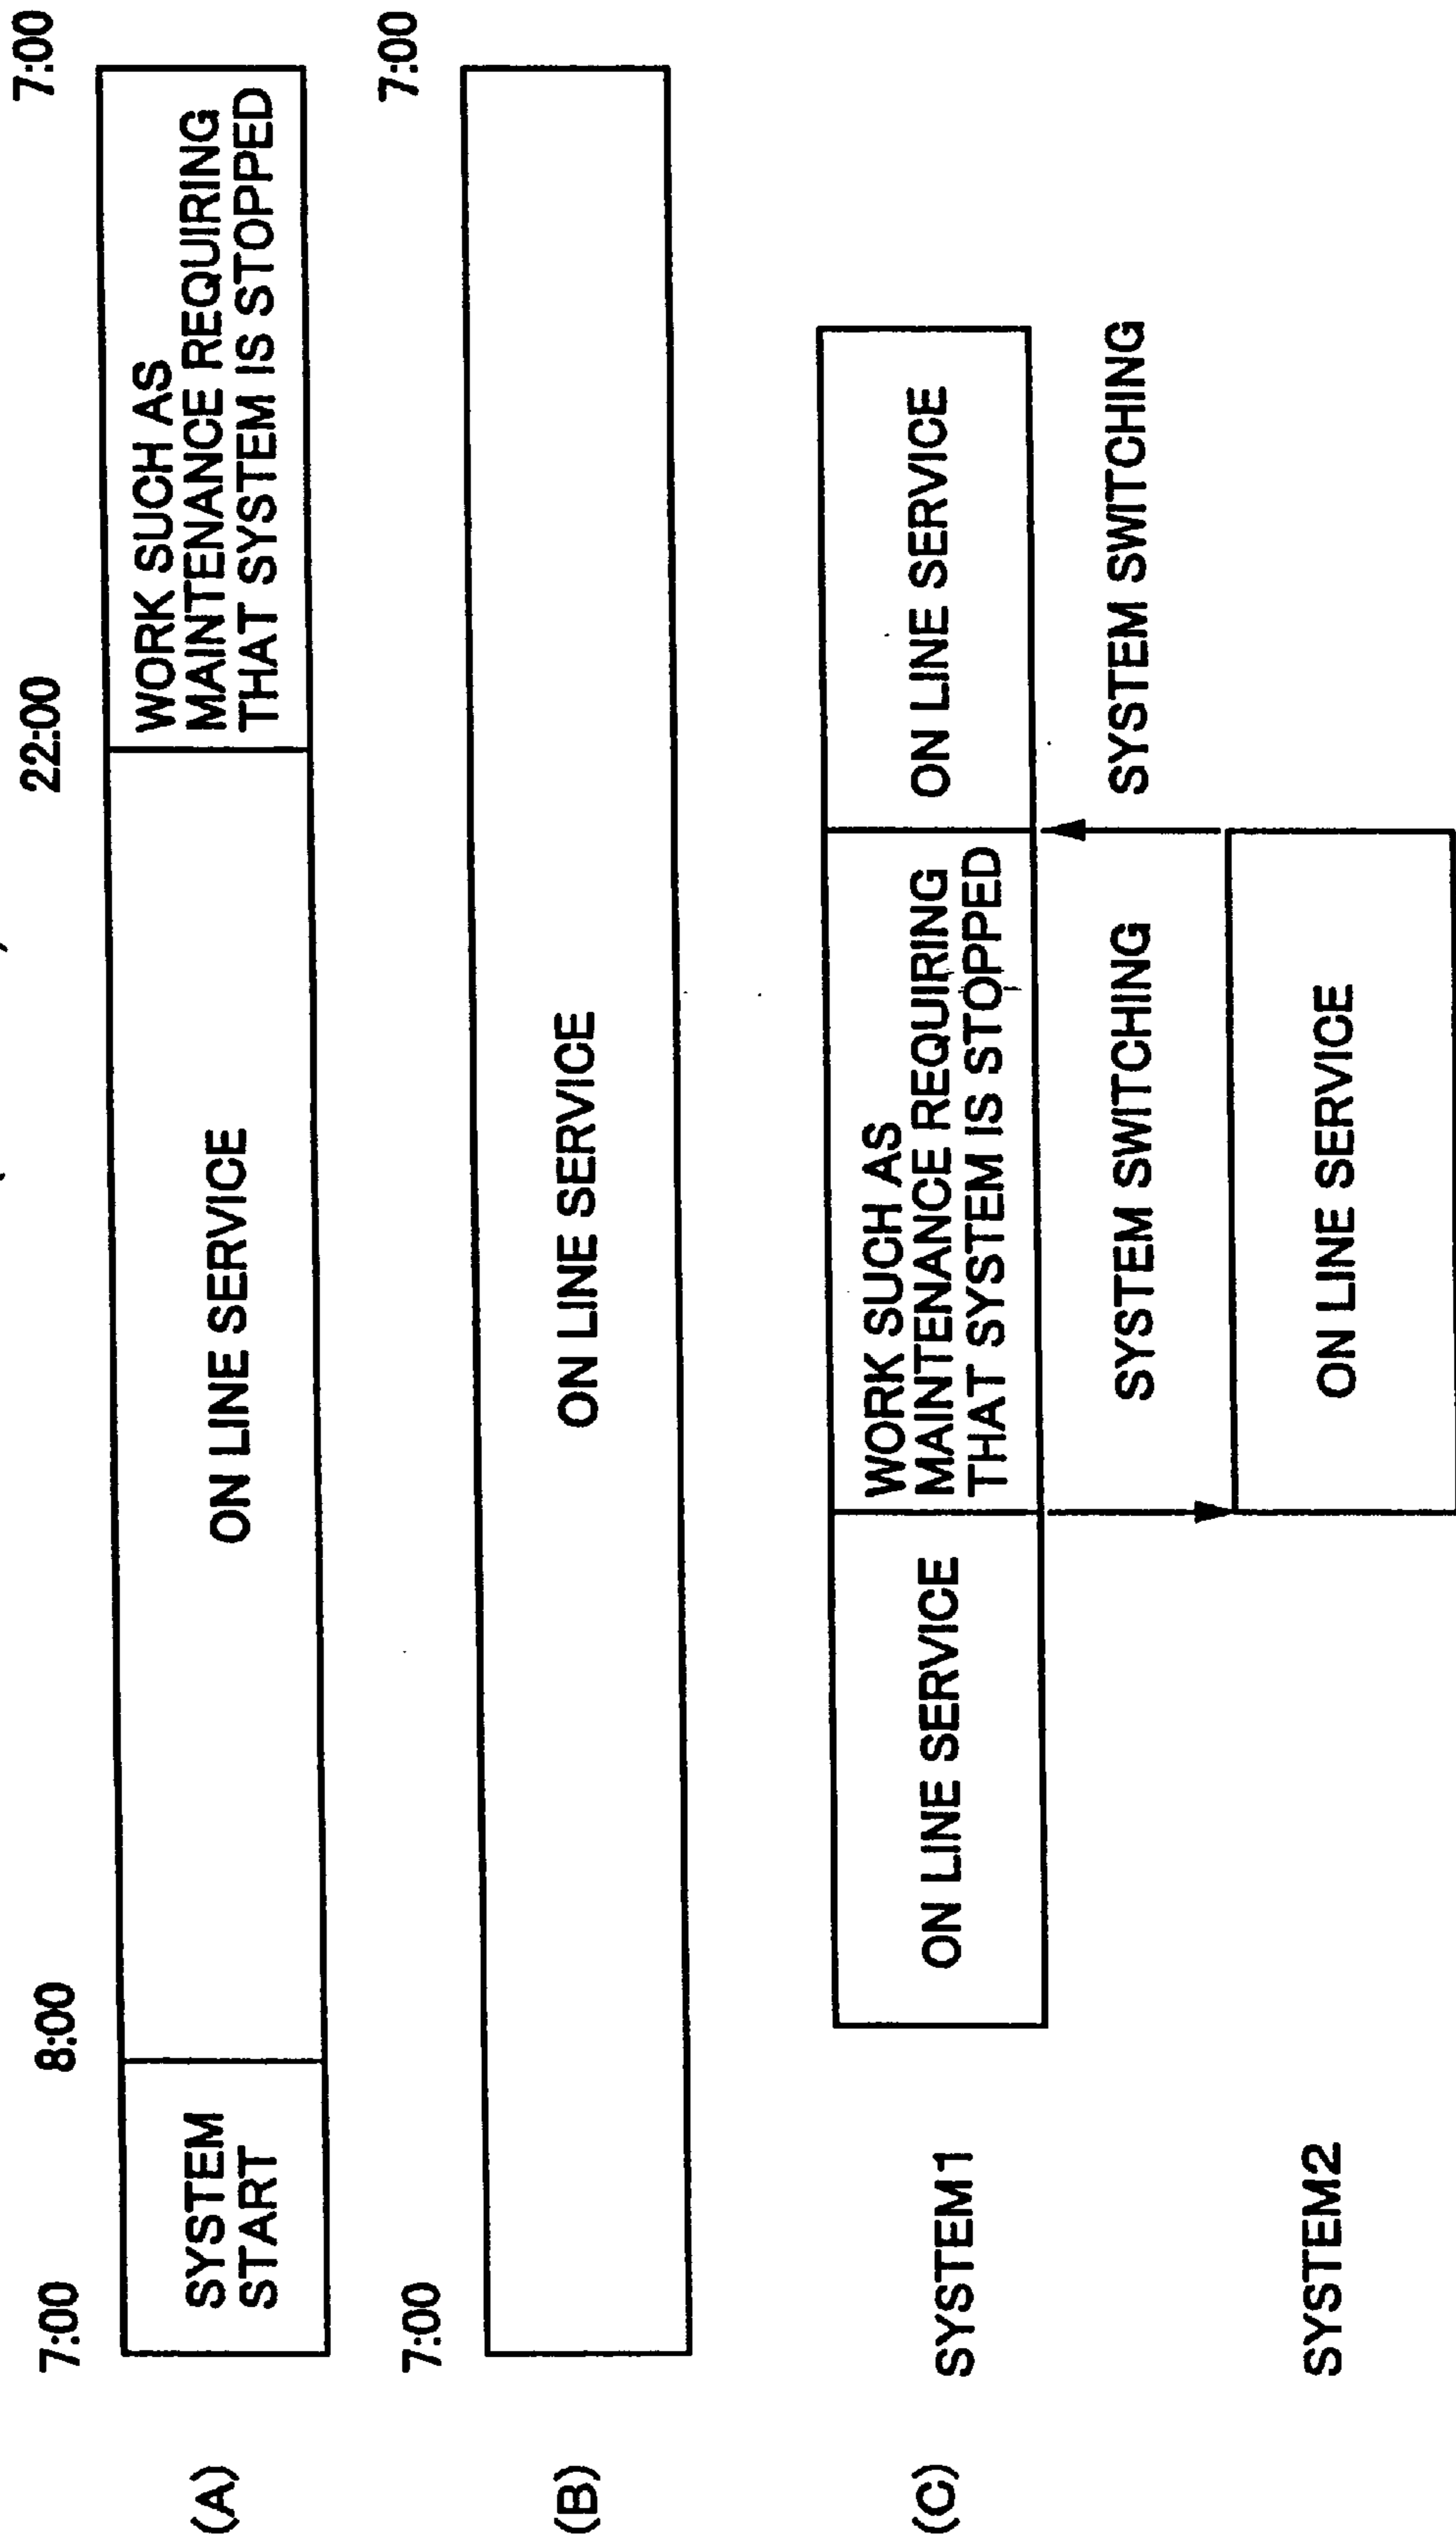 7:00
8:00
22:00
7:00
(A)
SYSTEM
START
ON LINE SERVICE
WORK SUCH AS
MAINTENANCE REQUIRING
THAT SYSTEM IS STOPPED
7:00
7:00
(B)
ON LINE SERVICE
(C)
SYSTEM1
ON LINE SERVICE
WORK SUCH AS
MAINTENANCE REQUIRING
THAT SYSTEM IS STOPPED
ON LINE SERVICE
SYSTEM SWITCHING
SYSTEM SWITCHING
SYSTEM2
ON LINE SERVICE